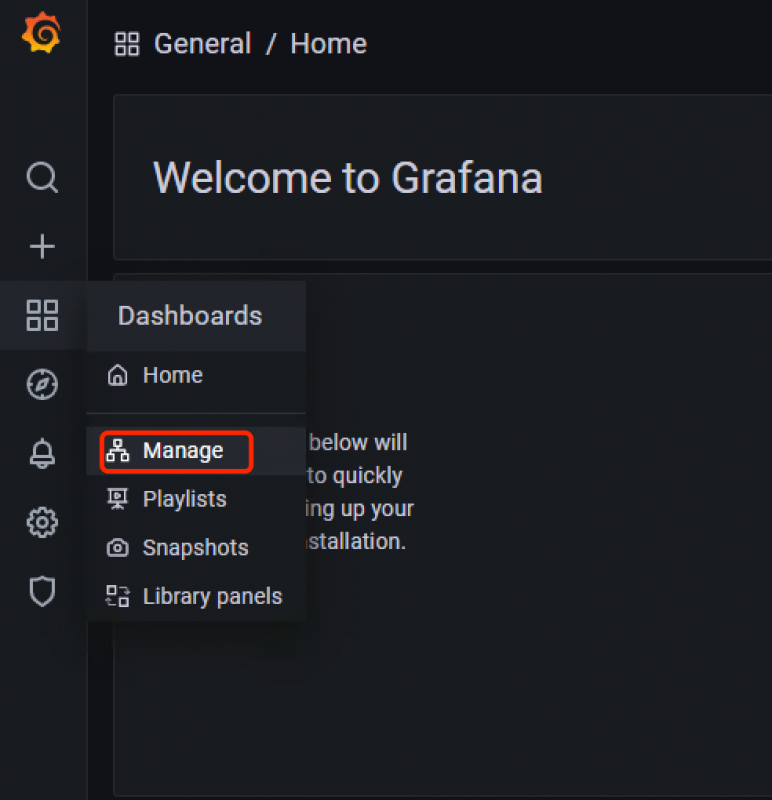 General / Home
Welcome to Grafana
Dashboards
Home
Manage
Playlists
Snapshots
Library panels
below will
to quickly
ing up your
stallation.